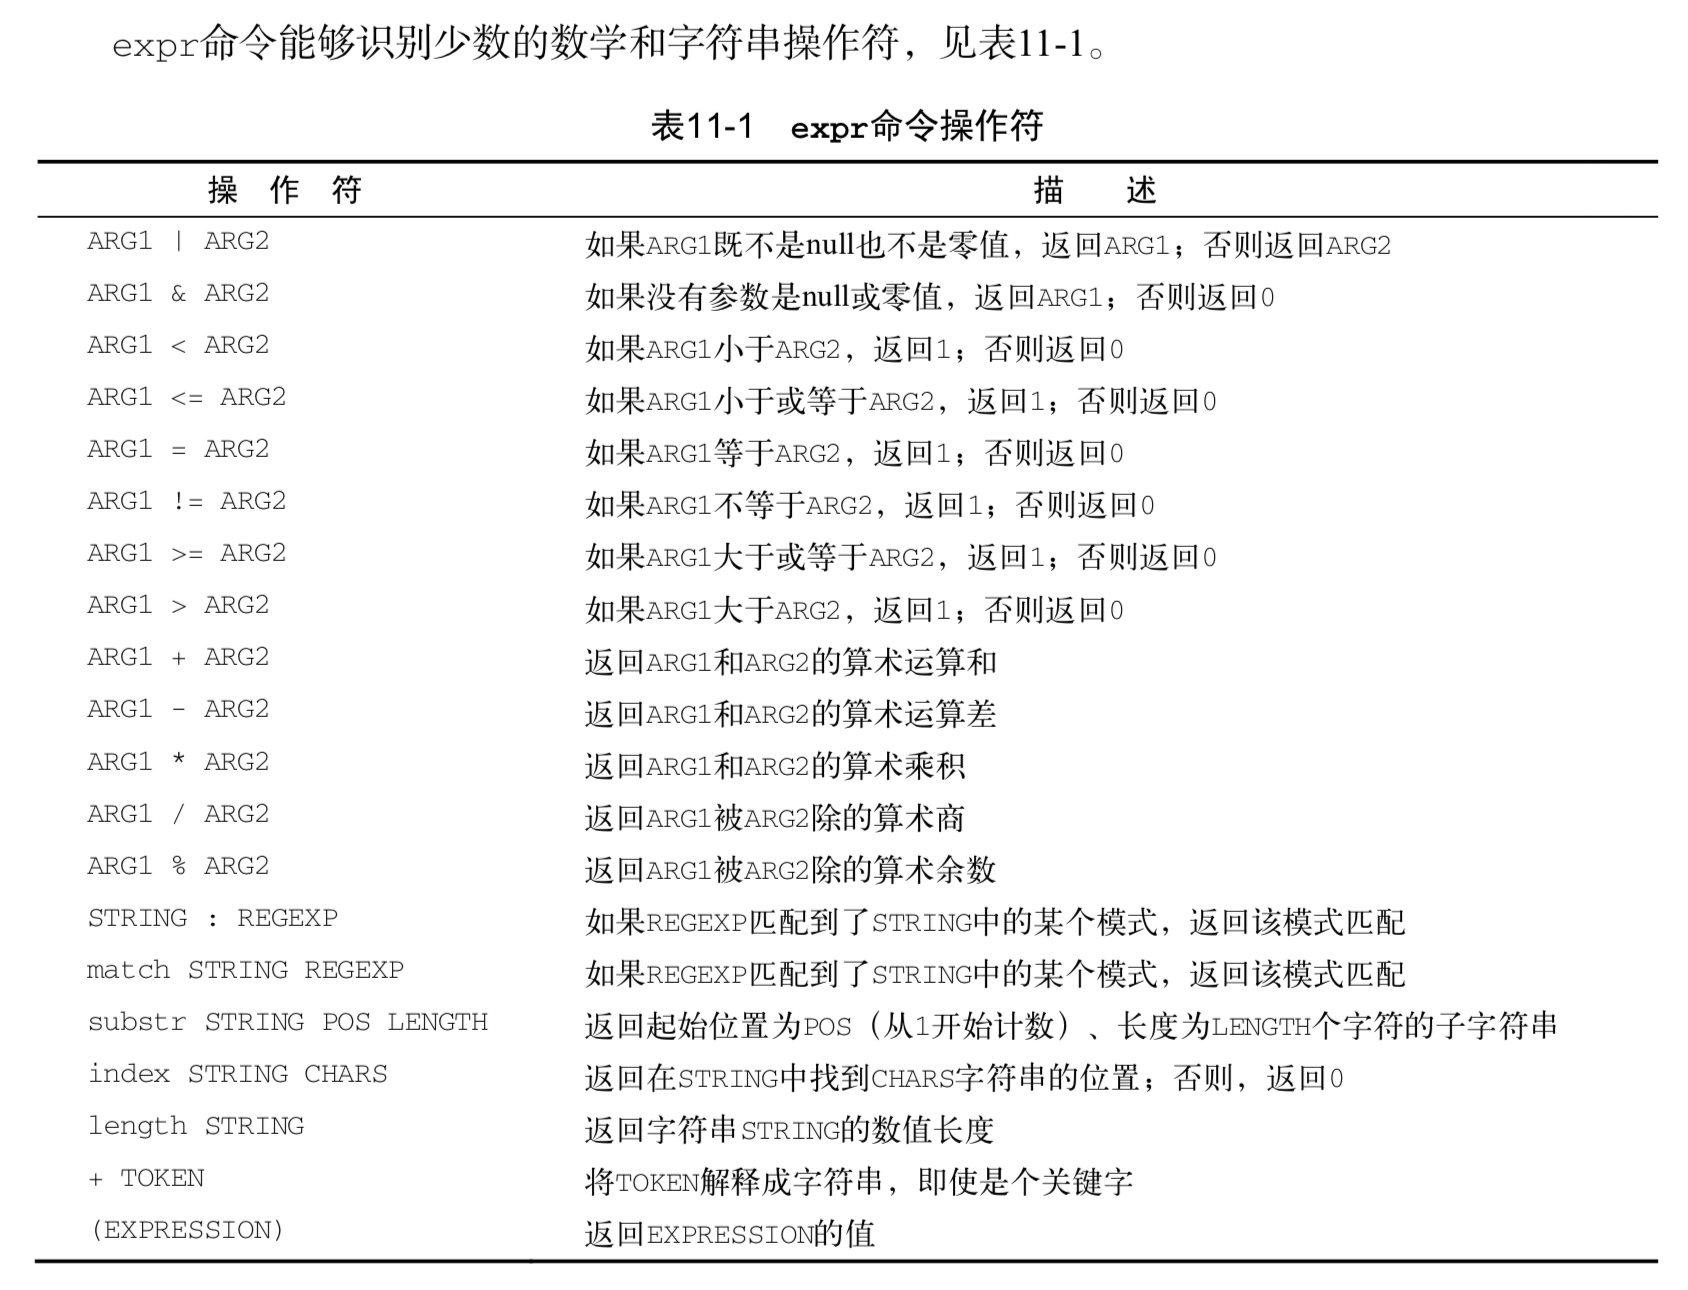 expr命令能够识别少数的数学和字符串操作符，见表11-1。
表11-1 expr命令操作符
操 作 符 描 述
ARG1 | ARG2 如果ARG1既不是null也不是零值，返回ARG1；否则返回ARG2
ARG1 & ARG2 如果没有参数是null或零值，返回ARG1；否则返回0
ARG1 < ARG2 如果ARG1小于ARG2，返回1；否则返回0
ARG1 <= ARG2 如果ARG1小于或等于ARG2，返回1；否则返回0
ARG1 = ARG2 如果ARG1等于ARG2，返回1；否则返回0
ARG1 != ARG2 如果ARG1不等于ARG2，返回1；否则返回0
ARG1 >= ARG2 如果ARG1大于或等于ARG2，返回1；否则返回0
ARG1 > ARG2 如果ARG1大于ARG2，返回1；否则返回0
ARG1 + ARG2 返回ARG1和ARG2的算术运算和
ARG1 - ARG2 返回ARG1和ARG2的算术运算差
ARG1 * ARG2 返回ARG1和ARG2的算术乘积
ARG1 / ARG2 返回ARG1被ARG2除的算术商
ARG1 % ARG2 返回ARG1被ARG2除的算术余数
STRING : REGEXP 如果REGEXP匹配到了STRING中的某个模式，返回该模式匹配
match STRING REGEXP 如果REGEXP匹配到了STRING中的某个模式，返回该模式匹配
substr STRING POS LENGTH 返回起始位置为POS（从1开始计数）、长度为LENGTH个字符的子字符串
index STRING CHARS 返回在STRING中找到CHARS字符串的位置；否则，返回0
length STRING 返回字符串STRING的数值长度
+ TOKEN 将TOKEN解释成字符串，即使是个关键字
(EXPRESSION) 返回EXPRESSION的值